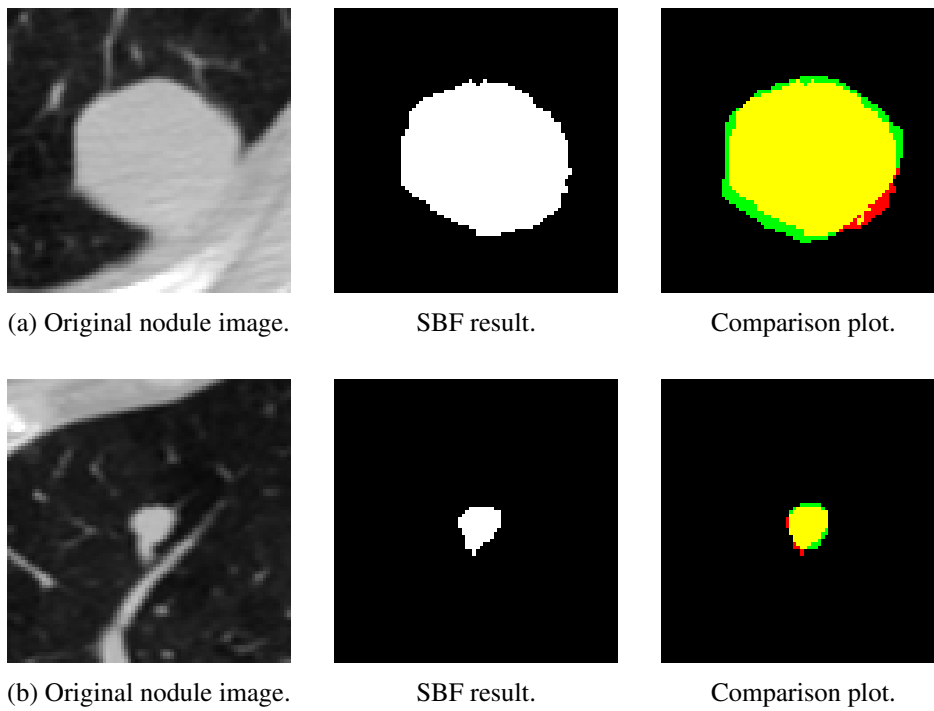 (a) Original nodule image.
SBF result.
Comparison plot.
(b) Original nodule image.
SBF result.
Comparison plot.